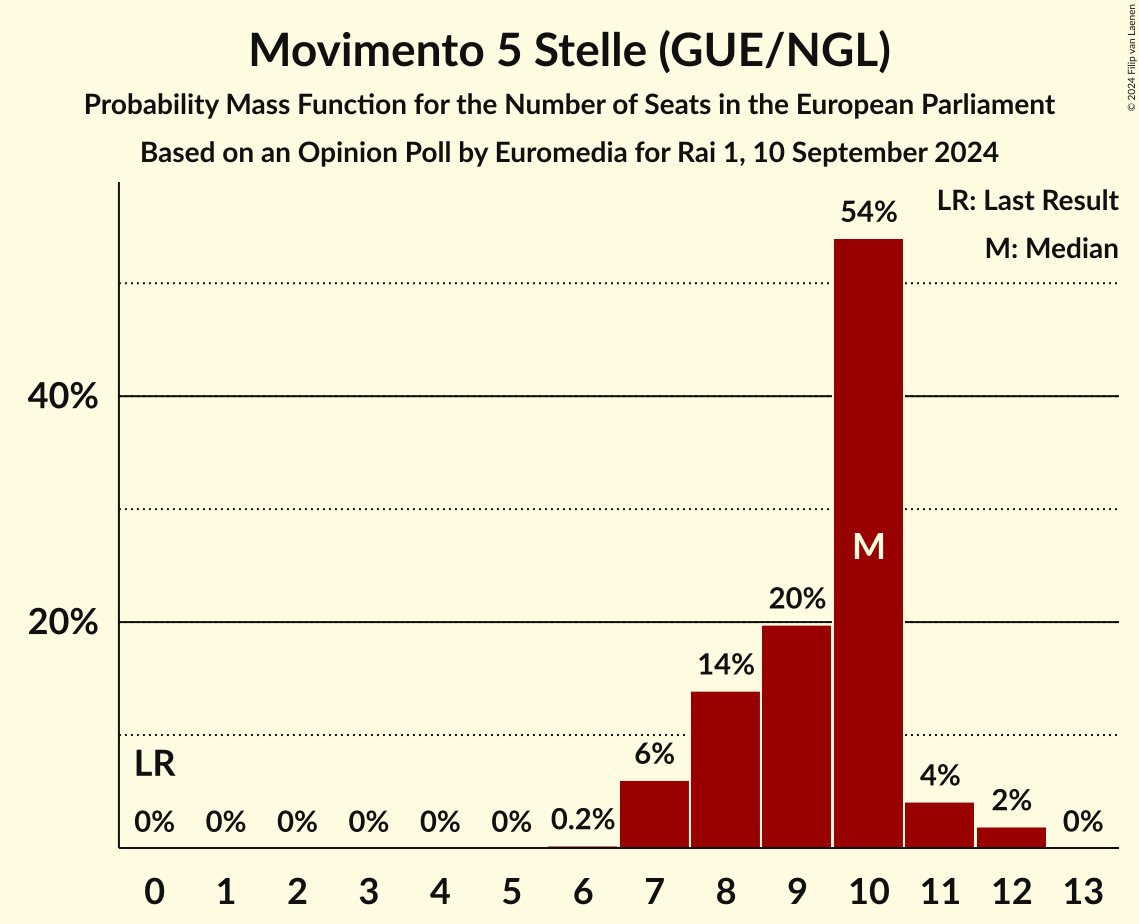 Movimento 5 Stelle (GUE/NGL)
Probability Mass Function for the Number of Seats in the European Parliament
Based on an Opinion Poll by Euromedia for Rai 1, 10 September 2024
© 2024 Filip van Laenen
LR: Last Result
M: Median
54%
40%
M
20%
20%
14%
LR
6%
4%
2%
0% 0% 0% 0% 0% 0% 0.2% 0%
0 1 2 3 4 5 6 7 8 9 10 11 12 13